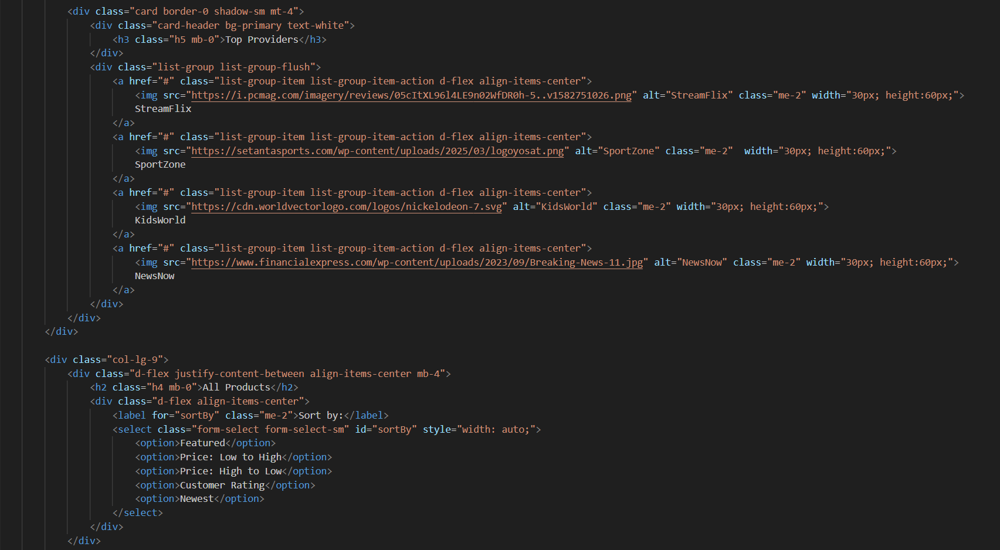 <div class="card border-0 shadow-sm mt-4">
<div class="card-header bg-primary text-white">
<h3 class="h5 mb-0">Top Providers</h3>
</div>
<div class="list-group list-group-flush">
<a href="#" class="list-group-item list-group-item-action d-flex align-items-center">
<img src="https://i.pcmag.com/imagery/reviews/05cItXL96l4LE9n02WfDR0h-5..v1582751026.png" alt="StreamFlix" class="me-2" width="30px; height:60px;">
StreamFlix
</a>
<a href="#" class="list-group-item list-group-item-action d-flex align-items-center">
<img src="https://setantasports.com/wp-content/uploads/2025/03/logoyosat.png" alt="SportZone" class="me-2"  width="30px; height:60px;">
SportZone
</a>
<a href="#" class="list-group-item list-group-item-action d-flex align-items-center">
<img src="https://cdn.worldvectorlogo.com/logos/nickelodeon-7.svg" alt="KidsWorld" class="me-2" width="30px; height:60px;">
KidsWorld
</a>
<a href="#" class="list-group-item list-group-item-action d-flex align-items-center">
<img src="https://www.financialexpress.com/wp-content/uploads/2023/09/Breaking-News-11.jpg" alt="NewsNow" class="me-2" width="30px; height:60px;">
NewsNow
</a>
</div>
</div>
</div>
<div class="col-lg-9">
<div class="d-flex justify-content-between align-items-center mb-4">
<h2 class="h4 mb-0">All Products</h2>
<div class="d-flex align-items-center">
<label for="sortBy" class="me-2">Sort by:</label>
<select class="form-select form-select-sm" id="sortBy" style="width: auto;">
<option>Featured</option>
<option>Price: Low to High</option>
<option>Price: High to Low</option>
<option>Customer Rating</option>
<option>Newest</option>
</select>
</div>
</div>